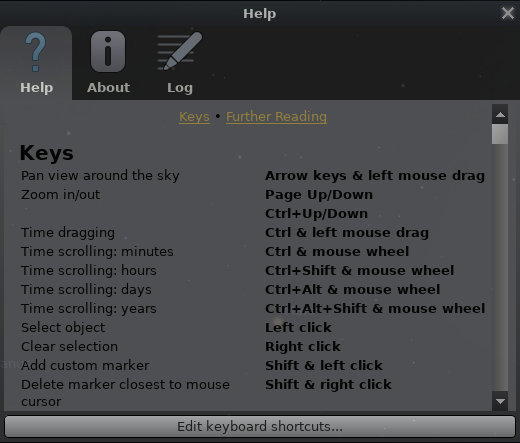 Help
Help
About
Log
Keys • Further Reading
Keys
Pan view around the sky Arrow keys & left mouse drag
Zoom in/out Page Up/Down
Ctrl+Up/Down
Time dragging Ctrl & left mouse drag
Time scrolling: minutes Ctrl & mouse wheel
Time scrolling: hours Ctrl+Shift & mouse wheel
Time scrolling: days Ctrl+Alt & mouse wheel
Time scrolling: years Ctrl+Alt+Shift & mouse wheel
Select object Left click
Clear selection Right click
Add custom marker Shift & left click
Delete marker closest to mouse Shift & right click
cursor
Edit keyboard shortcuts...